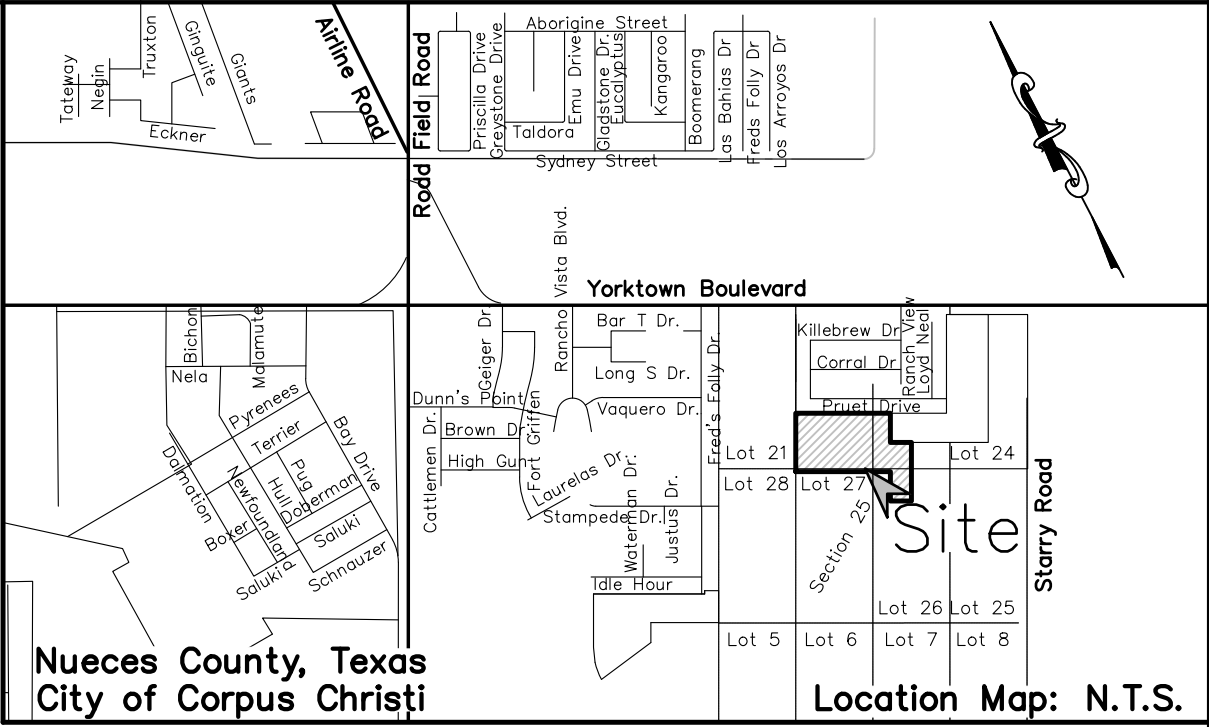 Tateway
Negin
Truxton
Ginguite
Giants
Eckner
Airline Road
Rodd Field Road
Priscilla Drive
Greystone Drive
Aborigine Street
Emu Drive
Gladstone Dr.
Eucalyptus
Kangaroo
Boomerang
Las Bahias Dr
Freds Folly Dr
Los Arroyos Dr
Taldora
Sydney Street
Rancho Vista Blvd.
Yorktown Boulevard
Bichon
Malamute
Nela
Pyrenees
Terrier
Bay Drive
Dalmation
Newfoundland
Hull
Pug
Doberman
Boxer
Saluki
Saluki
Schnauzer
Geiger Dr.
Dunn's Point
Brown Dr
High Gun
Cattlemen Dr.
Fort Griffen
Bar T Dr.
Long S Dr.
Vaquero Dr.
Fred's Folly Dr.
Laurelas Dr.
Stampede Dr.
Waterman Dr.
Justus Dr.
Idle Hour
Killebrew Dr
Corral Dr
Ranch View
Loyd Neal
Pruet Drive
Lot 21
Lot 24
Lot 28
Lot 27
Section 25
Site
Starry Road
Lot 26
Lot 25
Lot 5
Lot 6
Lot 7
Lot 8
Nueces County, Texas
City of Corpus Christi
Location Map: N.T.S.